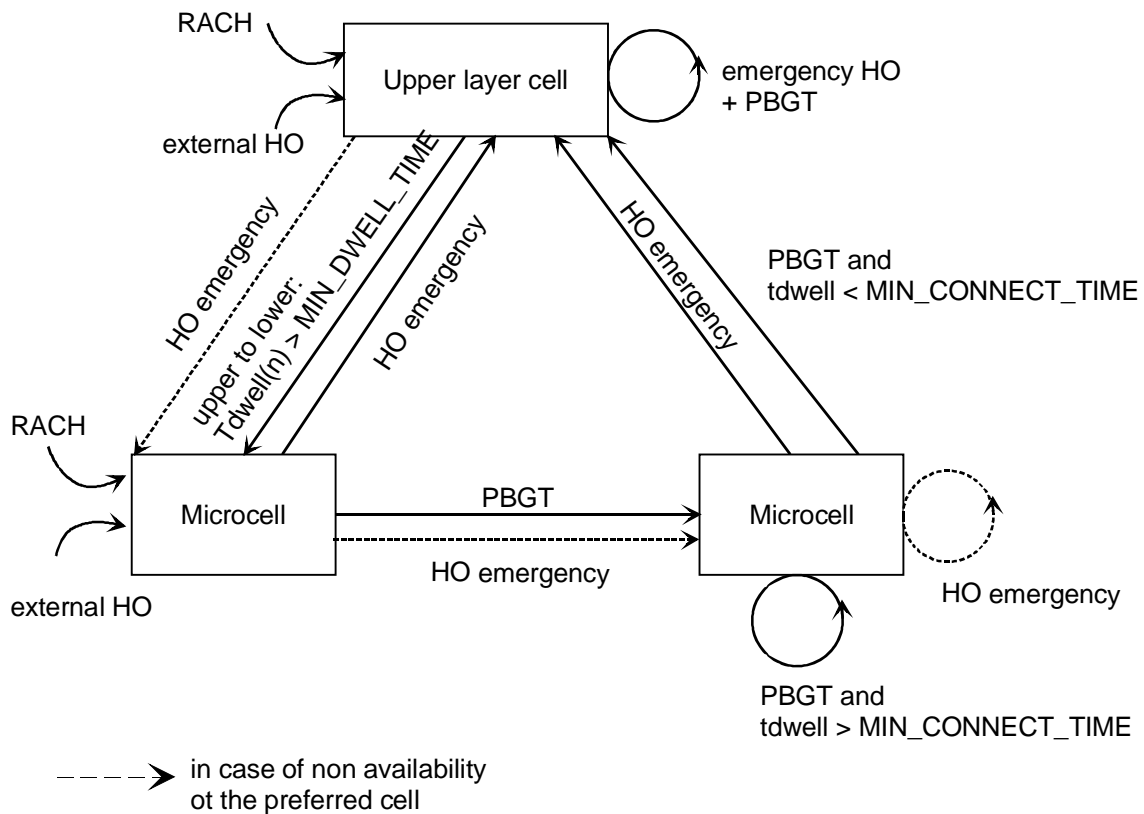 RACH
Upper layer cell
emergency HO
+ PBGT
external HO
HO emergency
upper to lower:
Tdwell(n) > MIN_DWELL_TIME
HO emergency
HO emergency
PBGT and
tdwell < MIN_CONNECT_TIME
RACH
Microcell
PBGT
Microcell
HO emergency
external HO
HO emergency
PBGT and
tdwell > MIN_CONNECT_TIME
in case of non availability
ot the preferred cell